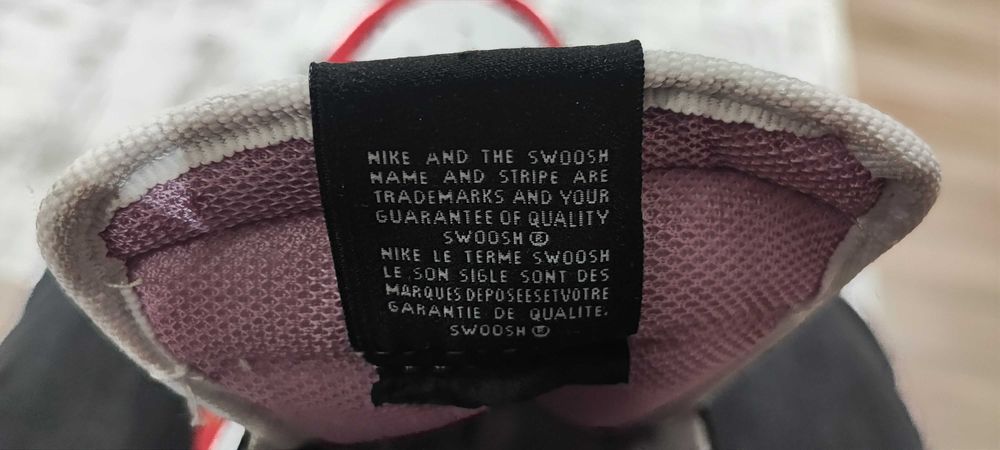 NIKE AND THE SWOOSH
NAME AND STRIPE ARE
TRADEMARKS AND YOUR
GUARANTEE OF QUALITY
SWOOSH ®
NIKE LE TERME SWOOSH
LE SON SIGLE SONT DES
MARQUES DEPOSEESETVOTRE
GARANTIE DE QUALITE.
SWOOSH ®